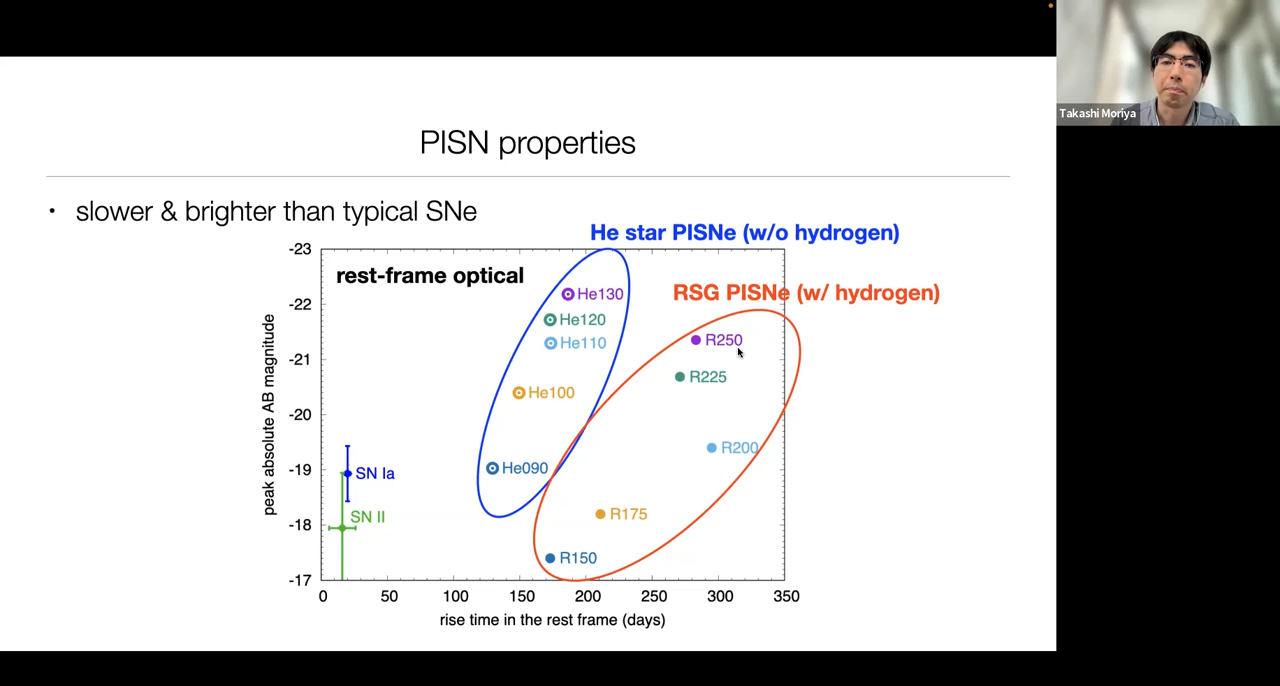 PISN properties
• slower & brighter than typical SNe
He star PISNe (w/o hydrogen)
rest-frame optical
RSG PISNe (w/ hydrogen)
He130
He120
He110
He100
He090
R250
R225
R200
R175
R150
SN Ia
SN II
peak absolute AB magnitude
-23
-22
-21
-20
-19
-18
-17
0 50 100 150 200 250 300 350
rise time in the rest frame (days)
Takashi Moriya